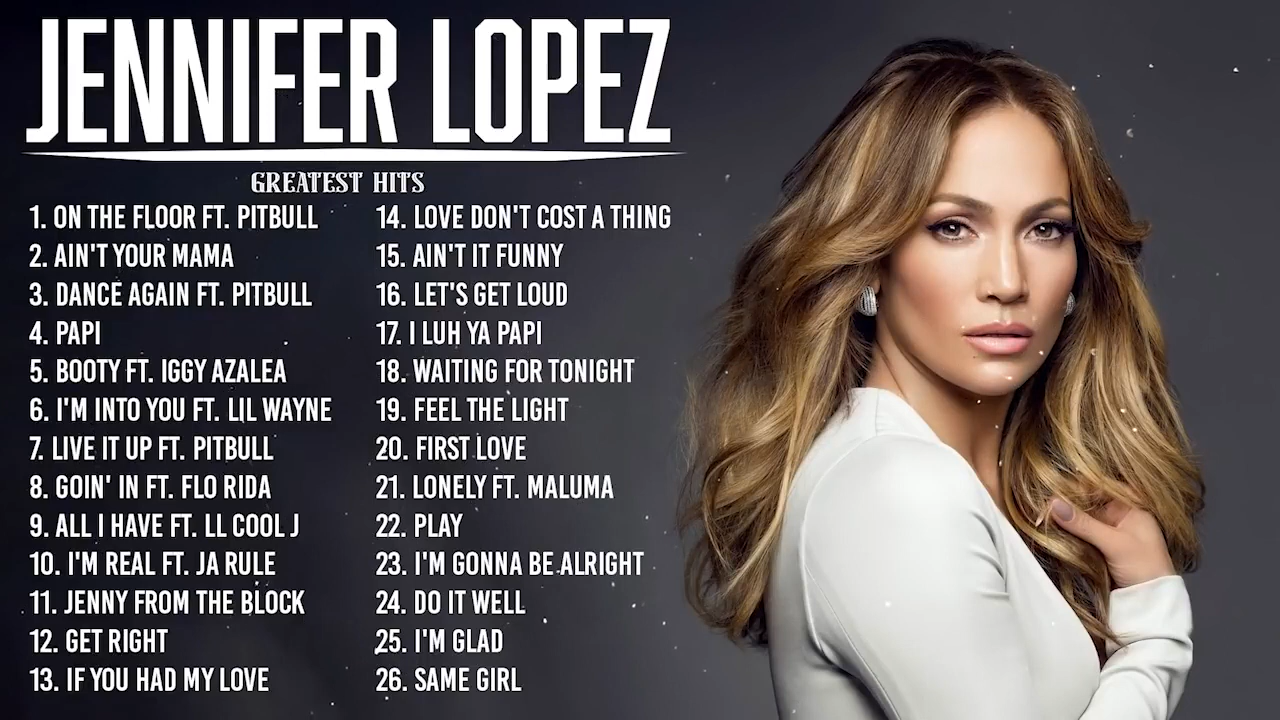 JENNIFER LOPEZ
GREATEST HITS
1. ON THE FLOOR FT. PITBULL
2. AIN'T YOUR MAMA
3. DANCE AGAIN FT. PITBULL
4. PAPI
5. BOOTY FT. IGGY AZALEA
6. I'M INTO YOU FT. LIL WAYNE
7. LIVE IT UP FT. PITBULL
8. GOIN' IN FT. FLO RIDA
9. ALL I HAVE FT. LL COOL J
10. I'M REAL FT. JA RULE
11. JENNY FROM THE BLOCK
12. GET RIGHT
13. IF YOU HAD MY LOVE
14. LOVE DON'T COST A THING
15. AIN'T IT FUNNY
16. LET'S GET LOUD
17. I LUH YA PAPI
18. WAITING FOR TONIGHT
19. FEEL THE LIGHT
20. FIRST LOVE
21. LONELY FT. MALUMA
22. PLAY
23. I'M GONNA BE ALRIGHT
24. DO IT WELL
25. I'M GLAD
26. SAME GIRL